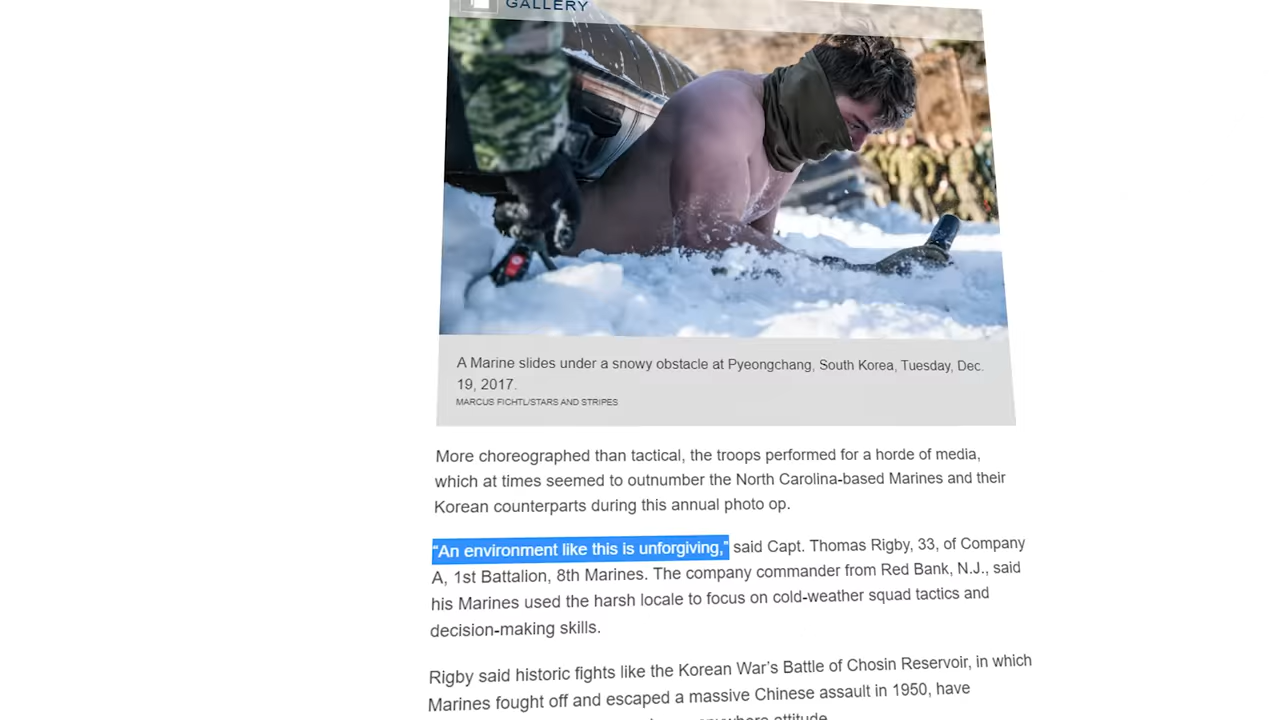 GALLERY
A Marine slides under a snowy obstacle at Pyeongchang, South Korea, Tuesday, Dec.
19, 2017.
MARCUS FICHTL/STARS AND STRIPES
More choreographed than tactical, the troops performed for a horde of media,
which at times seemed to outnumber the North Carolina-based Marines and their
Korean counterparts during this annual photo op.
“An environment like this is unforgiving,” said Capt. Thomas Rigby, 33, of Company
A, 1st Battalion, 8th Marines. The company commander from Red Bank, N.J., said
his Marines used the harsh locale to focus on cold-weather squad tactics and
decision-making skills.
Rigby said historic fights like the Korean War’s Battle of Chosin Reservoir, in which
Marines fought off and escaped a massive Chinese assault in 1950, have
attitude